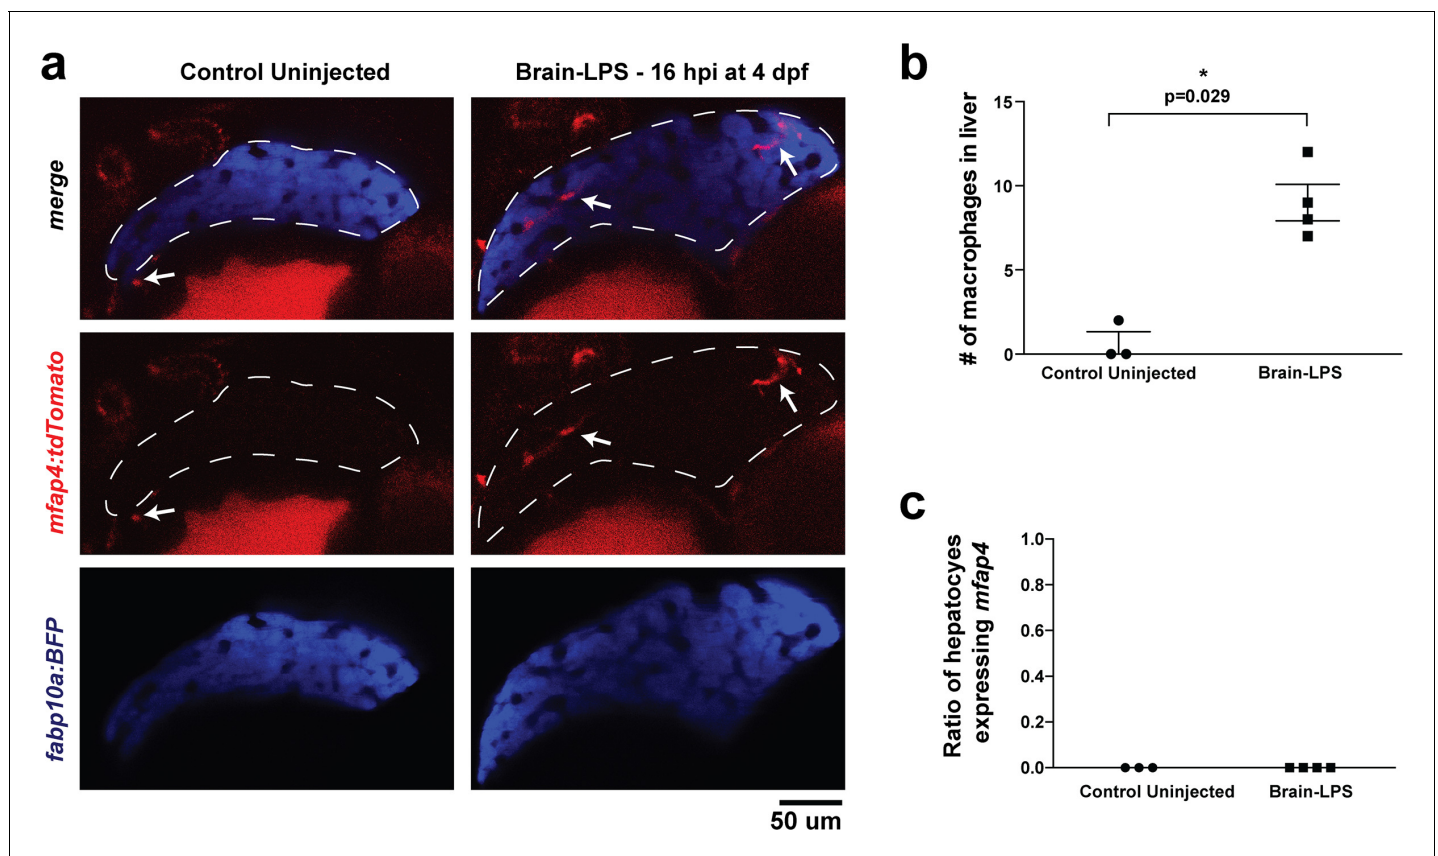 a
Control Uninjected
Brain-LPS - 16 hpi at 4 dpf
merge
mfap4:tdTomato
fabp10a:BFP
50 um
b
*
p=0.029
# of macrophages in liver
15
10
5
0
Control Uninjected
Brain-LPS
c
Ratio of hepatocytes
expressing mfap4
1.0
0.8
0.6
0.4
0.2
0.0
Control Uninjected
Brain-LPS